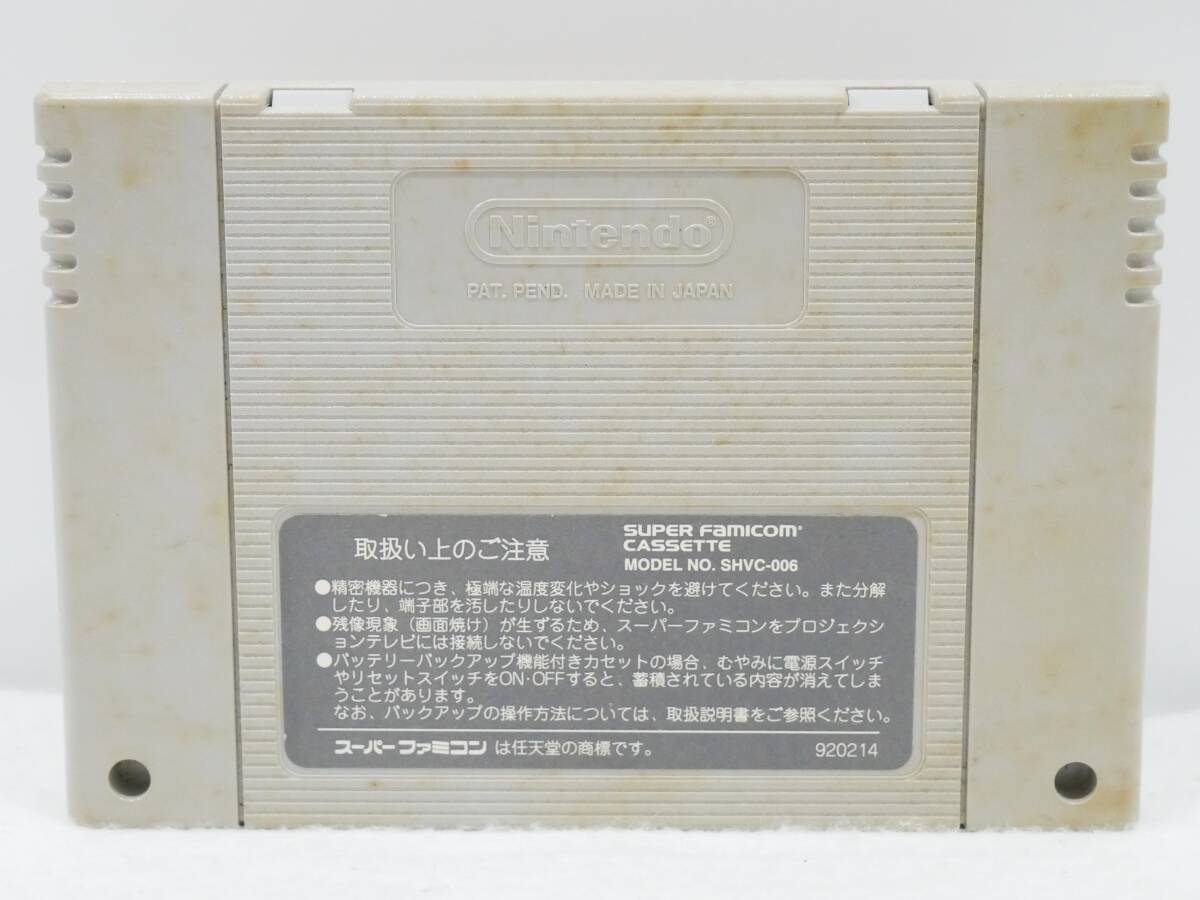 Nintendo®
PAT. PEND. MADE IN JAPAN
取扱い上のご注意
SUPER FAMICOM®
CASSETTE
MODEL NO. SHVC-006
●精密機器につき、極端な温度変化やショックを避けてください。また分解
したり、端子部を汚したりしないでください。
●残像現象（画面焼け）が生ずるため、スーパーファミコンをプロジェクシ
ョンテレビには接続しないでください。
●バッテリーバックアップ機能付きカセットの場合、むやみに電源スイッチ
やリセットスイッチをON·OFFすると、蓄積されている内容が消えてしま
うことがあります。
なお、バックアップの操作方法については、取扱説明書をご参照ください。
スーパーファミコン は任天堂の商標です。
920214